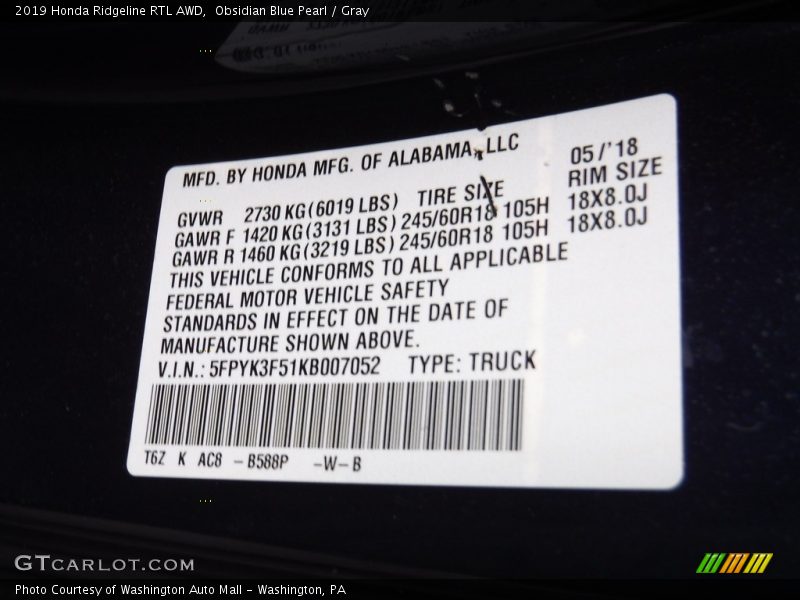 2019 Honda Ridgeline RTL AWD,  Obsidian Blue Pearl / Gray
MFD. BY HONDA MFG. OF ALABAMA, LLC 05/'18
GVWR 2730 KG (6019 LBS) TIRE SIZE RIM SIZE
GAWR F 1420 KG (3131 LBS) 245/60R18 105H 18X8.0J
GAWR R 1460 KG (3219 LBS) 245/60R18 105H 18X8.0J
THIS VEHICLE CONFORMS TO ALL APPLICABLE
FEDERAL MOTOR VEHICLE SAFETY
STANDARDS IN EFFECT ON THE DATE OF
MANUFACTURE SHOWN ABOVE.
V.I.N.: 5FPYK3F51KB007052 TYPE: TRUCK
T6Z K AC8 - B588P -W- B
GTCARLOT.COM
Photo Courtesy of Washington Auto Mall - Washington, PA